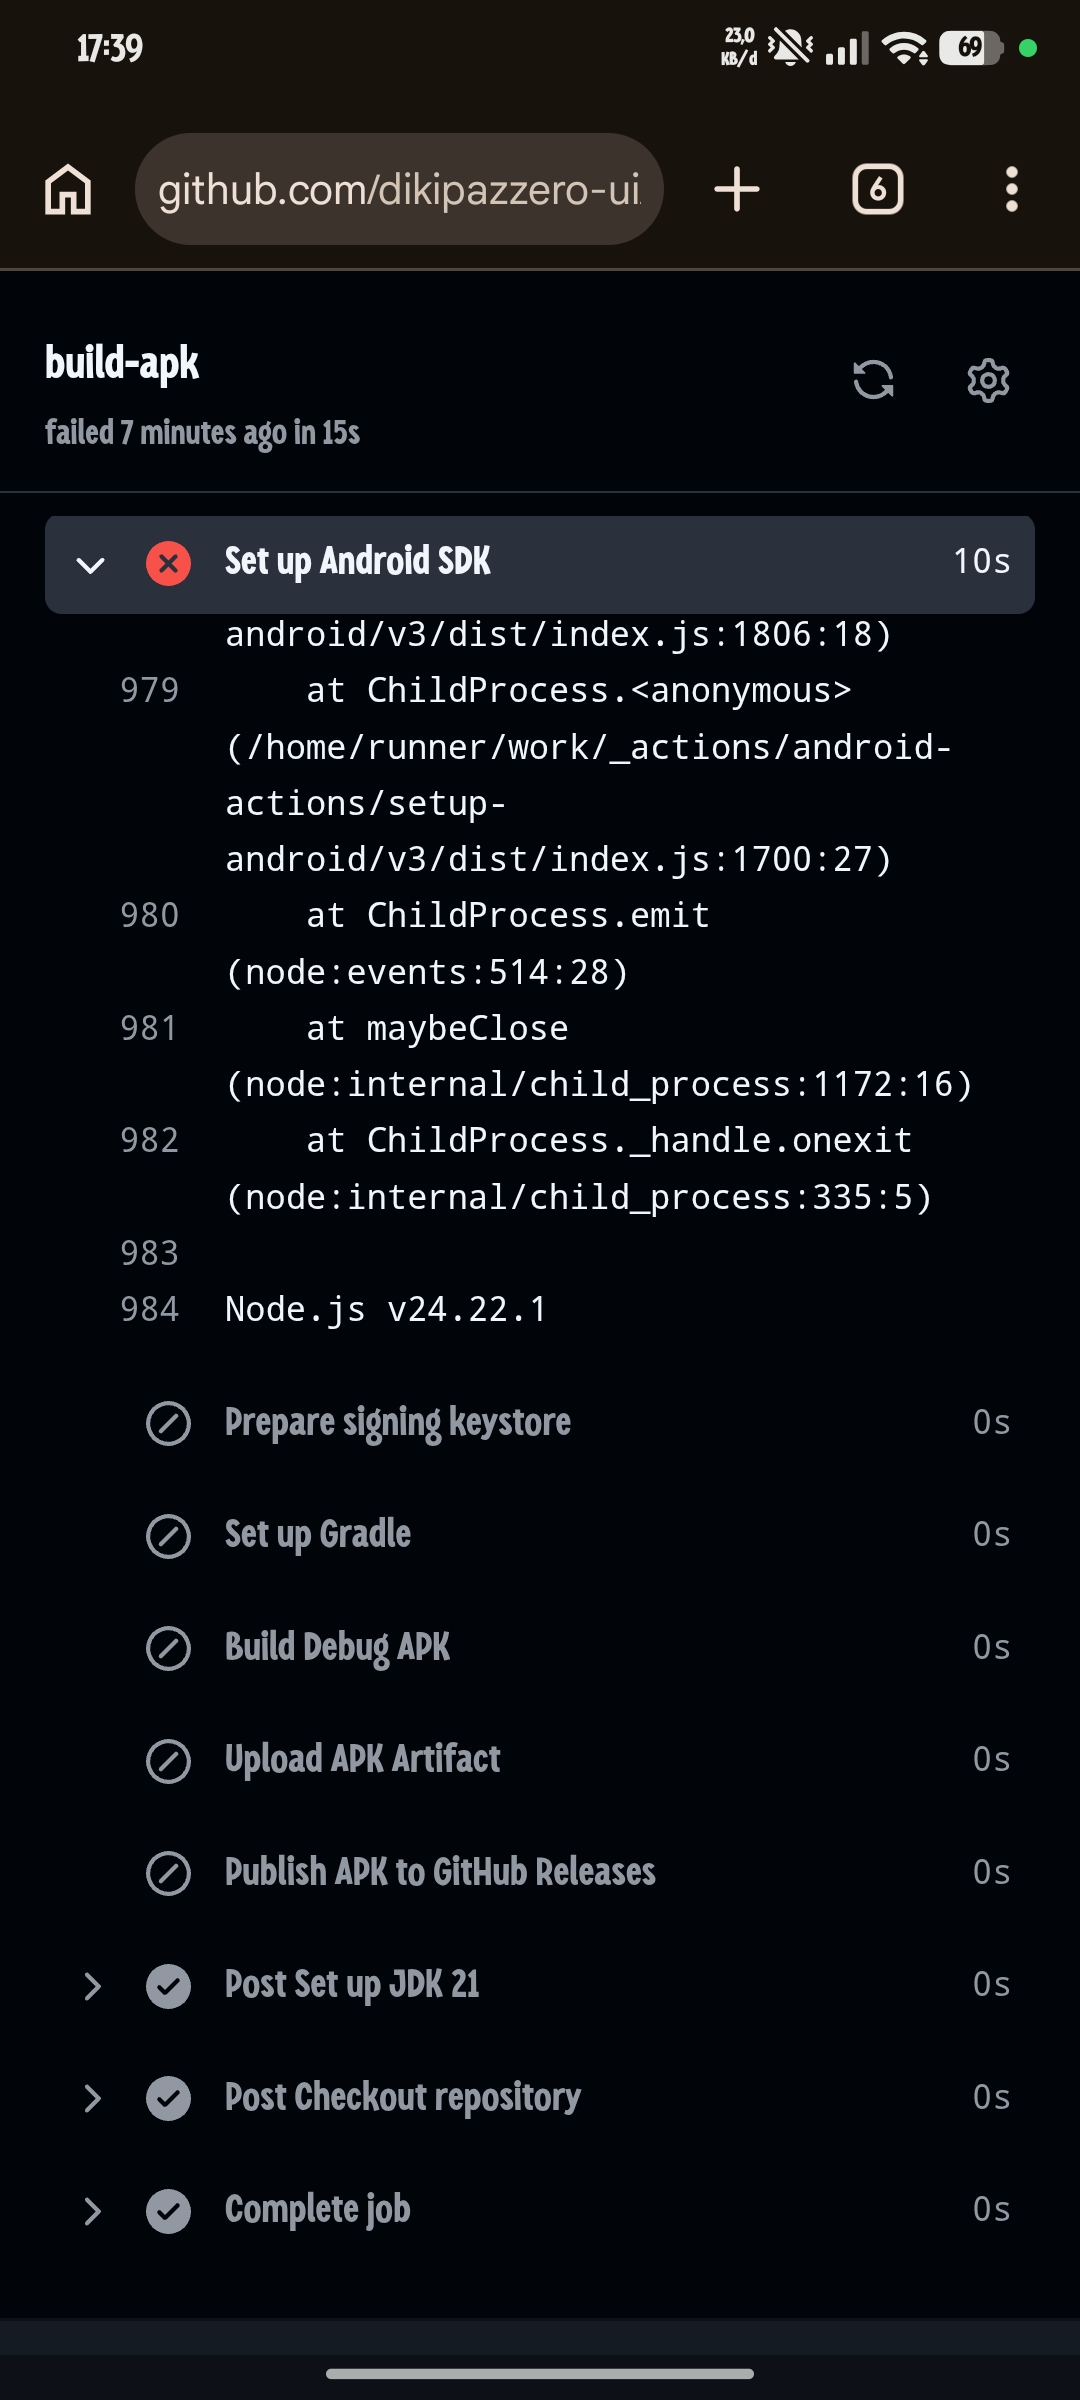 17:39
23,0
KB/d
69
github.com/dikipazzero-ui
6
build-apk
failed 7 minutes ago in 15s
Set up Android SDK 10s
android/v3/dist/index.js:1806:18)
979 at ChildProcess.<anonymous>
(/home/runner/work/_actions/android-
actions/setup-
android/v3/dist/index.js:1700:27)
980 at ChildProcess.emit
(node:events:514:28)
981 at maybeClose
(node:internal/child_process:1172:16)
982 at ChildProcess._handle.onexit
(node:internal/child_process:335:5)
983
984 Node.js v24.22.1
Prepare signing keystore 0s
Set up Gradle 0s
Build Debug APK 0s
Upload APK Artifact 0s
Publish APK to GitHub Releases 0s
Post Set up JDK 21 0s
Post Checkout repository 0s
Complete job 0s